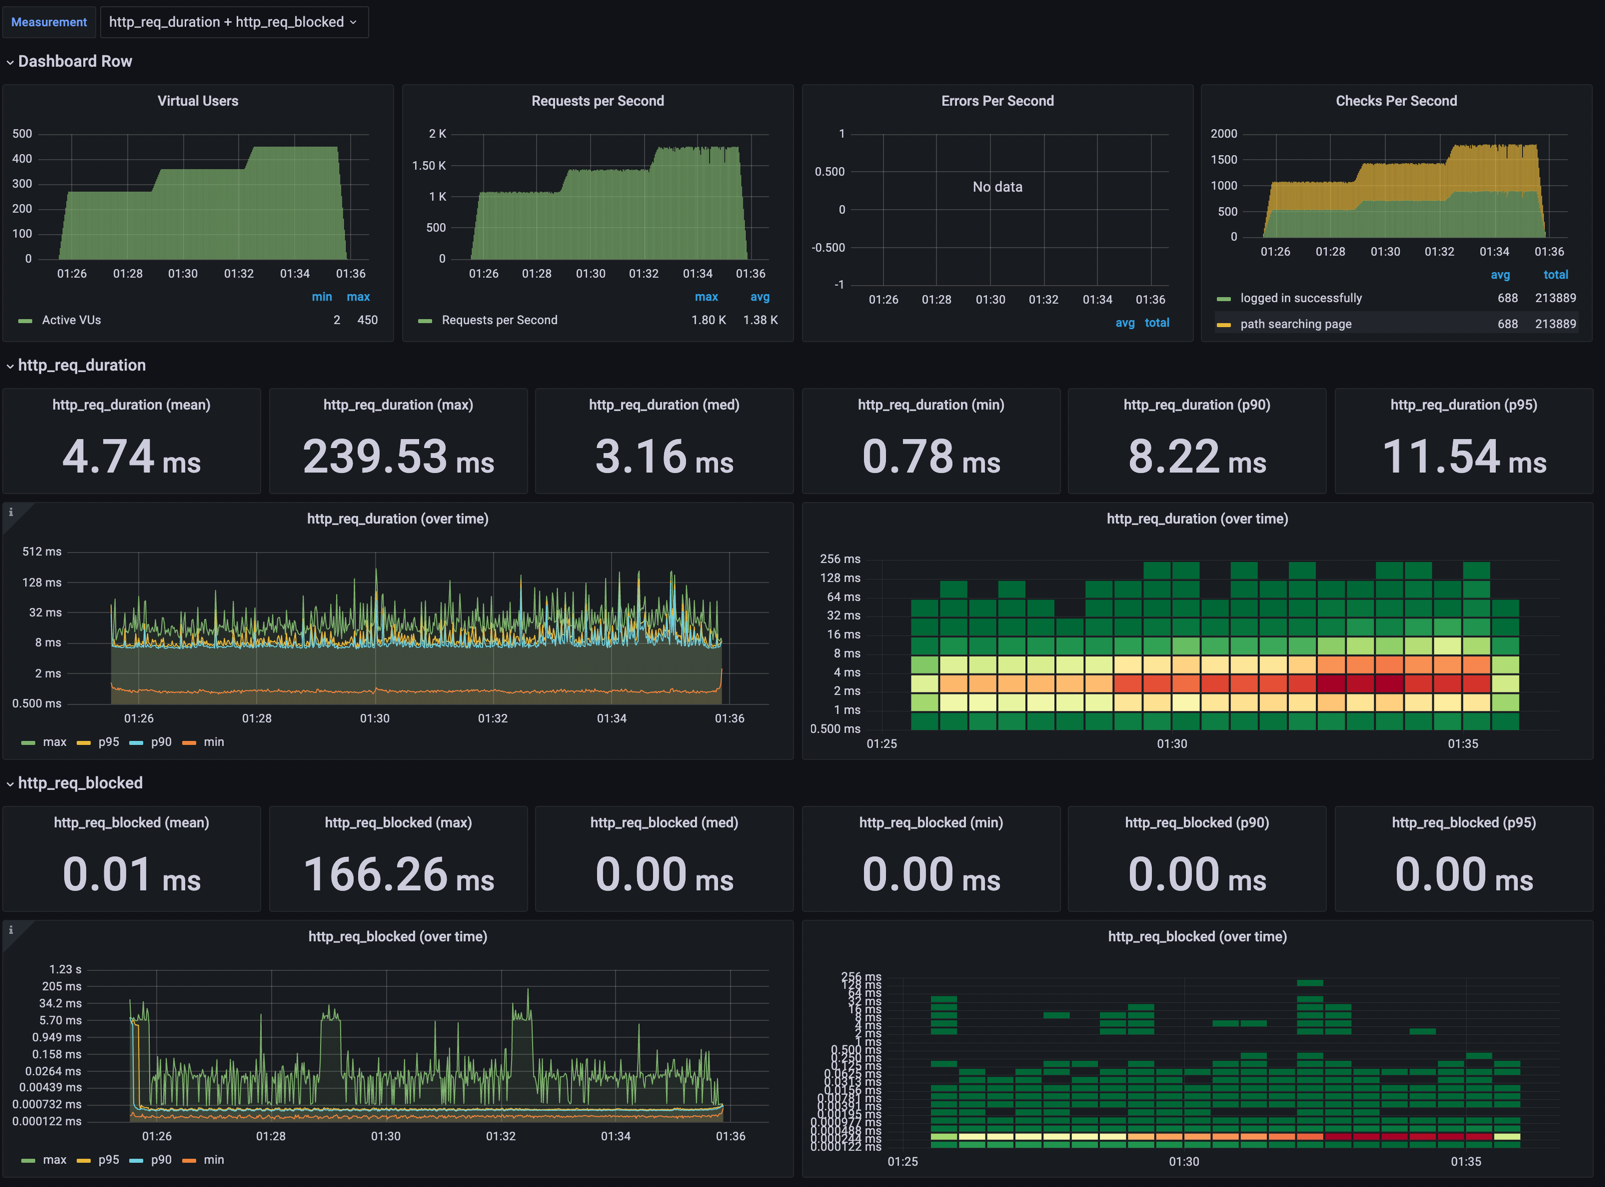 Measurement http_req_duration + http_req_blocked
Dashboard Row
Virtual Users
500
400
300
200
100
0
01:26 01:28 01:30 01:32 01:34 01:36
min max
Active VUs 2 450
Requests per Second
2 K
1.50 K
1 K
500
0
01:26 01:28 01:30 01:32 01:34 01:36
max avg
Requests per Second 1.80 K 1.38 K
Errors Per Second
1
0.500
0
-0.500
-1
No data
01:26 01:28 01:30 01:32 01:34 01:36
avg total
Checks Per Second
2000
1500
1000
500
0
01:26 01:28 01:30 01:32 01:34 01:36
avg total
logged in successfully 688 213889
path searching page 688 213889
http_req_duration
http_req_duration (mean)
4.74 ms
http_req_duration (max)
239.53 ms
http_req_duration (med)
3.16 ms
http_req_duration (min)
0.78 ms
http_req_duration (p90)
8.22 ms
http_req_duration (p95)
11.54 ms
i
http_req_duration (over time)
512 ms
128 ms
32 ms
8 ms
2 ms
0.500 ms
01:26 01:28 01:30 01:32 01:34 01:36
max p95 p90 min
http_req_duration (over time)
256 ms
128 ms
64 ms
32 ms
16 ms
8 ms
4 ms
2 ms
1 ms
0.500 ms
01:25 01:30 01:35
http_req_blocked
http_req_blocked (mean)
0.01 ms
http_req_blocked (max)
166.26 ms
http_req_blocked (med)
0.00 ms
http_req_blocked (min)
0.00 ms
http_req_blocked (p90)
0.00 ms
http_req_blocked (p95)
0.00 ms
i
http_req_blocked (over time)
1.23 s
205 ms
34.2 ms
5.70 ms
0.949 ms
0.158 ms
0.0264 ms
0.00439 ms
0.000732 ms
0.000122 ms
01:26 01:28 01:30 01:32 01:34 01:36
max p95 p90 min
http_req_blocked (over time)
256 ms
128 ms
64 ms
32 ms
16 ms
8 ms
4 ms
2 ms
1 ms
0.500 ms
0.250 ms
0.125 ms
0.0625 ms
0.0313 ms
0.0156 ms
0.00781 ms
0.00391 ms
0.00195 ms
0.000977 ms
0.000488 ms
0.000244 ms
0.000122 ms
01:25 01:30 01:35